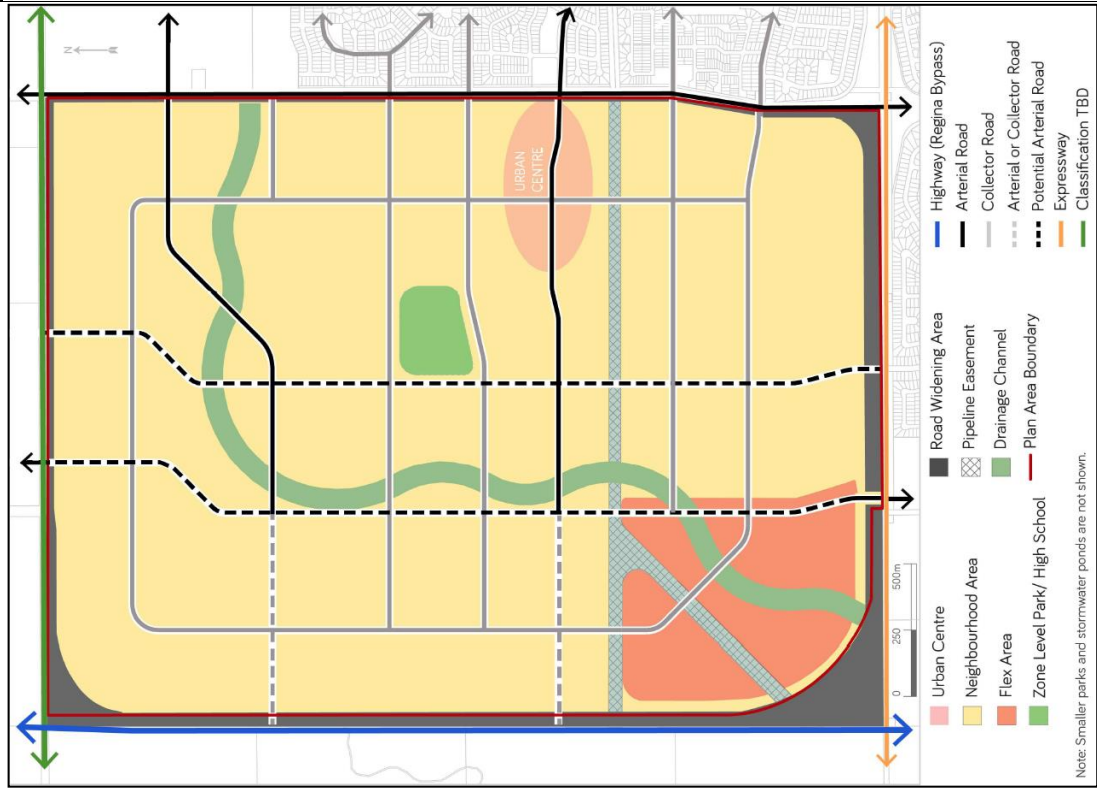 N
URBAN
CENTRE
0 250 500m
Urban Centre
Neighbourhood Area
Flex Area
Zone Level Park/ High School
Road Widening Area
Pipeline Easement
Drainage Channel
Plan Area Boundary
Highway (Regina Bypass)
Arterial Road
Collector Road
Arterial or Collector Road
Potential Arterial Road
Expressway
Classification TBD
Note: Smaller parks and stormwater ponds are not shown.